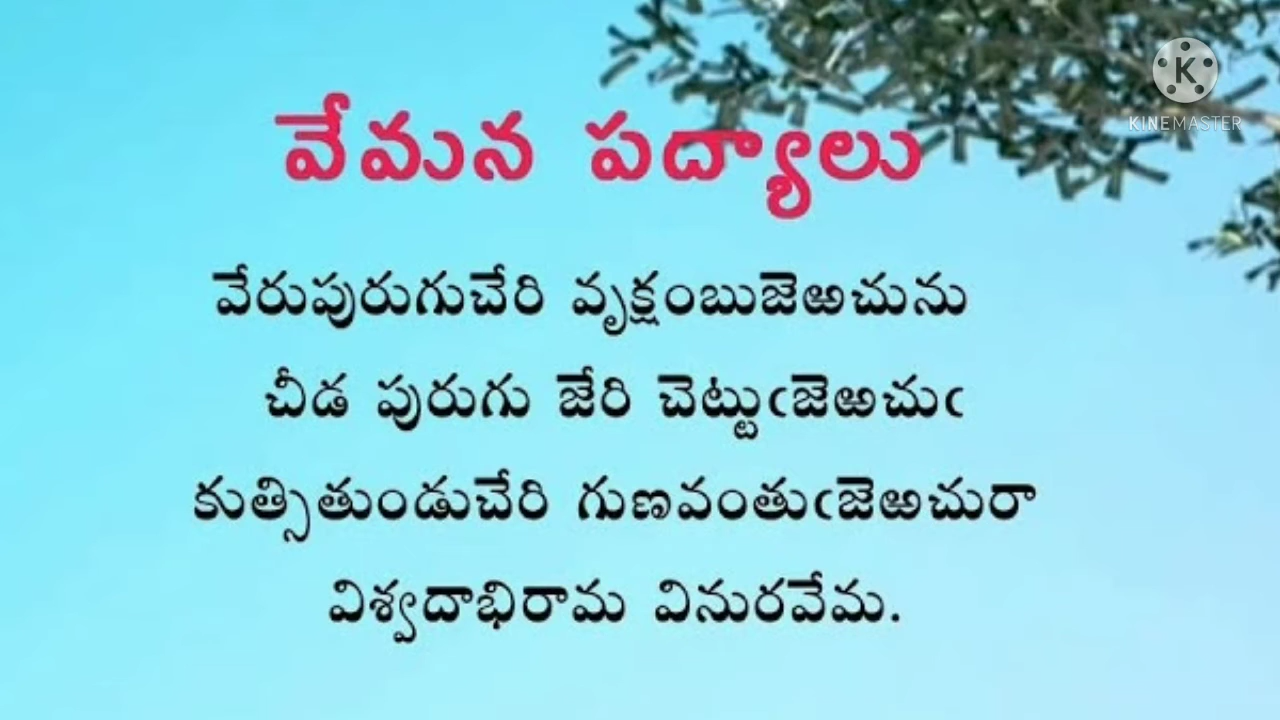 KINEMASTER
వేమన పద్యాలు
వేరుపురుగుచేరి వృక్షంబుజెఱచును
చీడ పురుగు జేరి చెట్టుఁజెఱచుఁ
కుత్సితుండుచేరి గుణవంతుఁజెఱచురా
విశ్వదాభిరామ వినురవేమ.